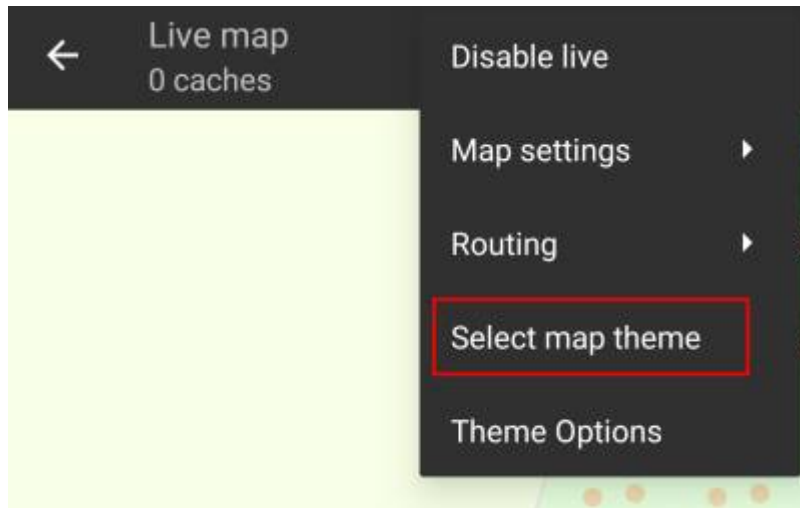 Live map
0 caches
Disable live
Map settings
Routing
Select map theme
Theme Options